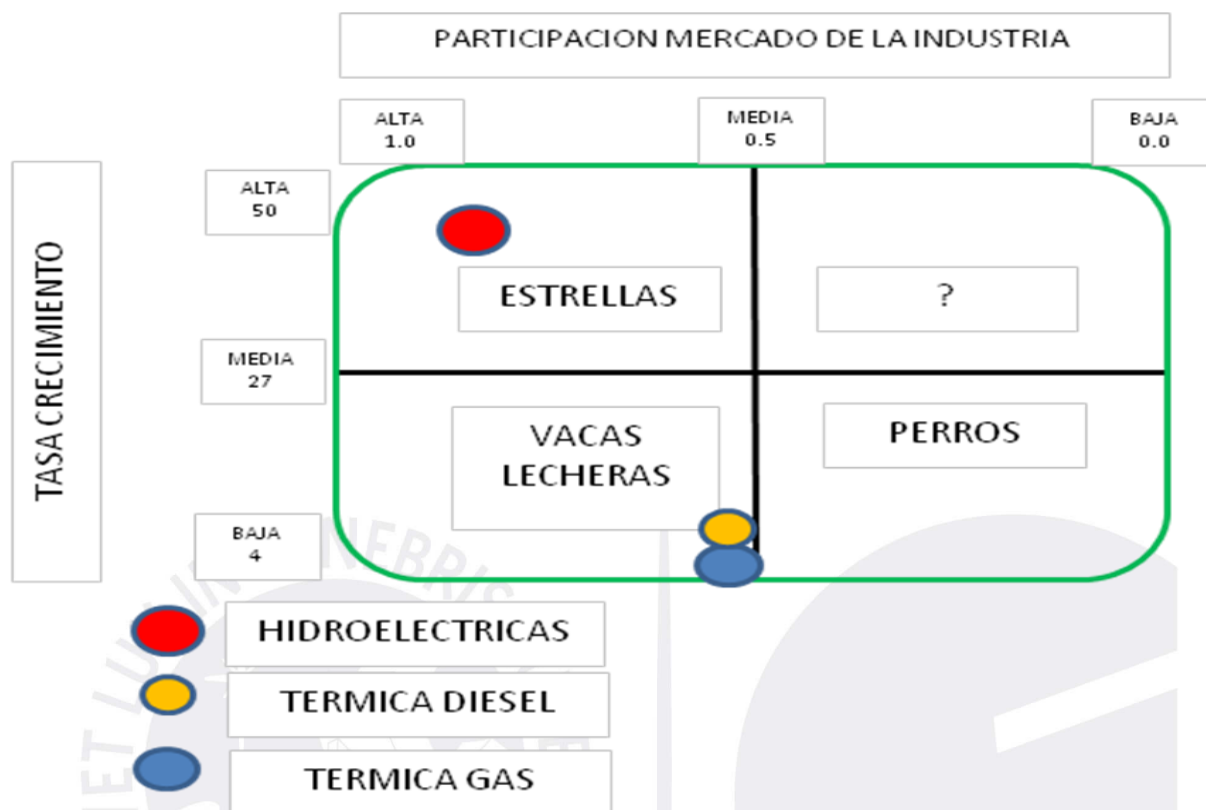 PARTICIPACION MERCADO DE LA INDUSTRIA
ALTA
1.0
MEDIA
0.5
BAJA
0.0
TASA CRECIMIENTO
ALTA
50
ESTRELLAS
?
MEDIA
27
VACAS
LECHERAS
PERROS
BAJA
4
HIDROELECTRICAS
TERMICA DIESEL
TERMICA GAS